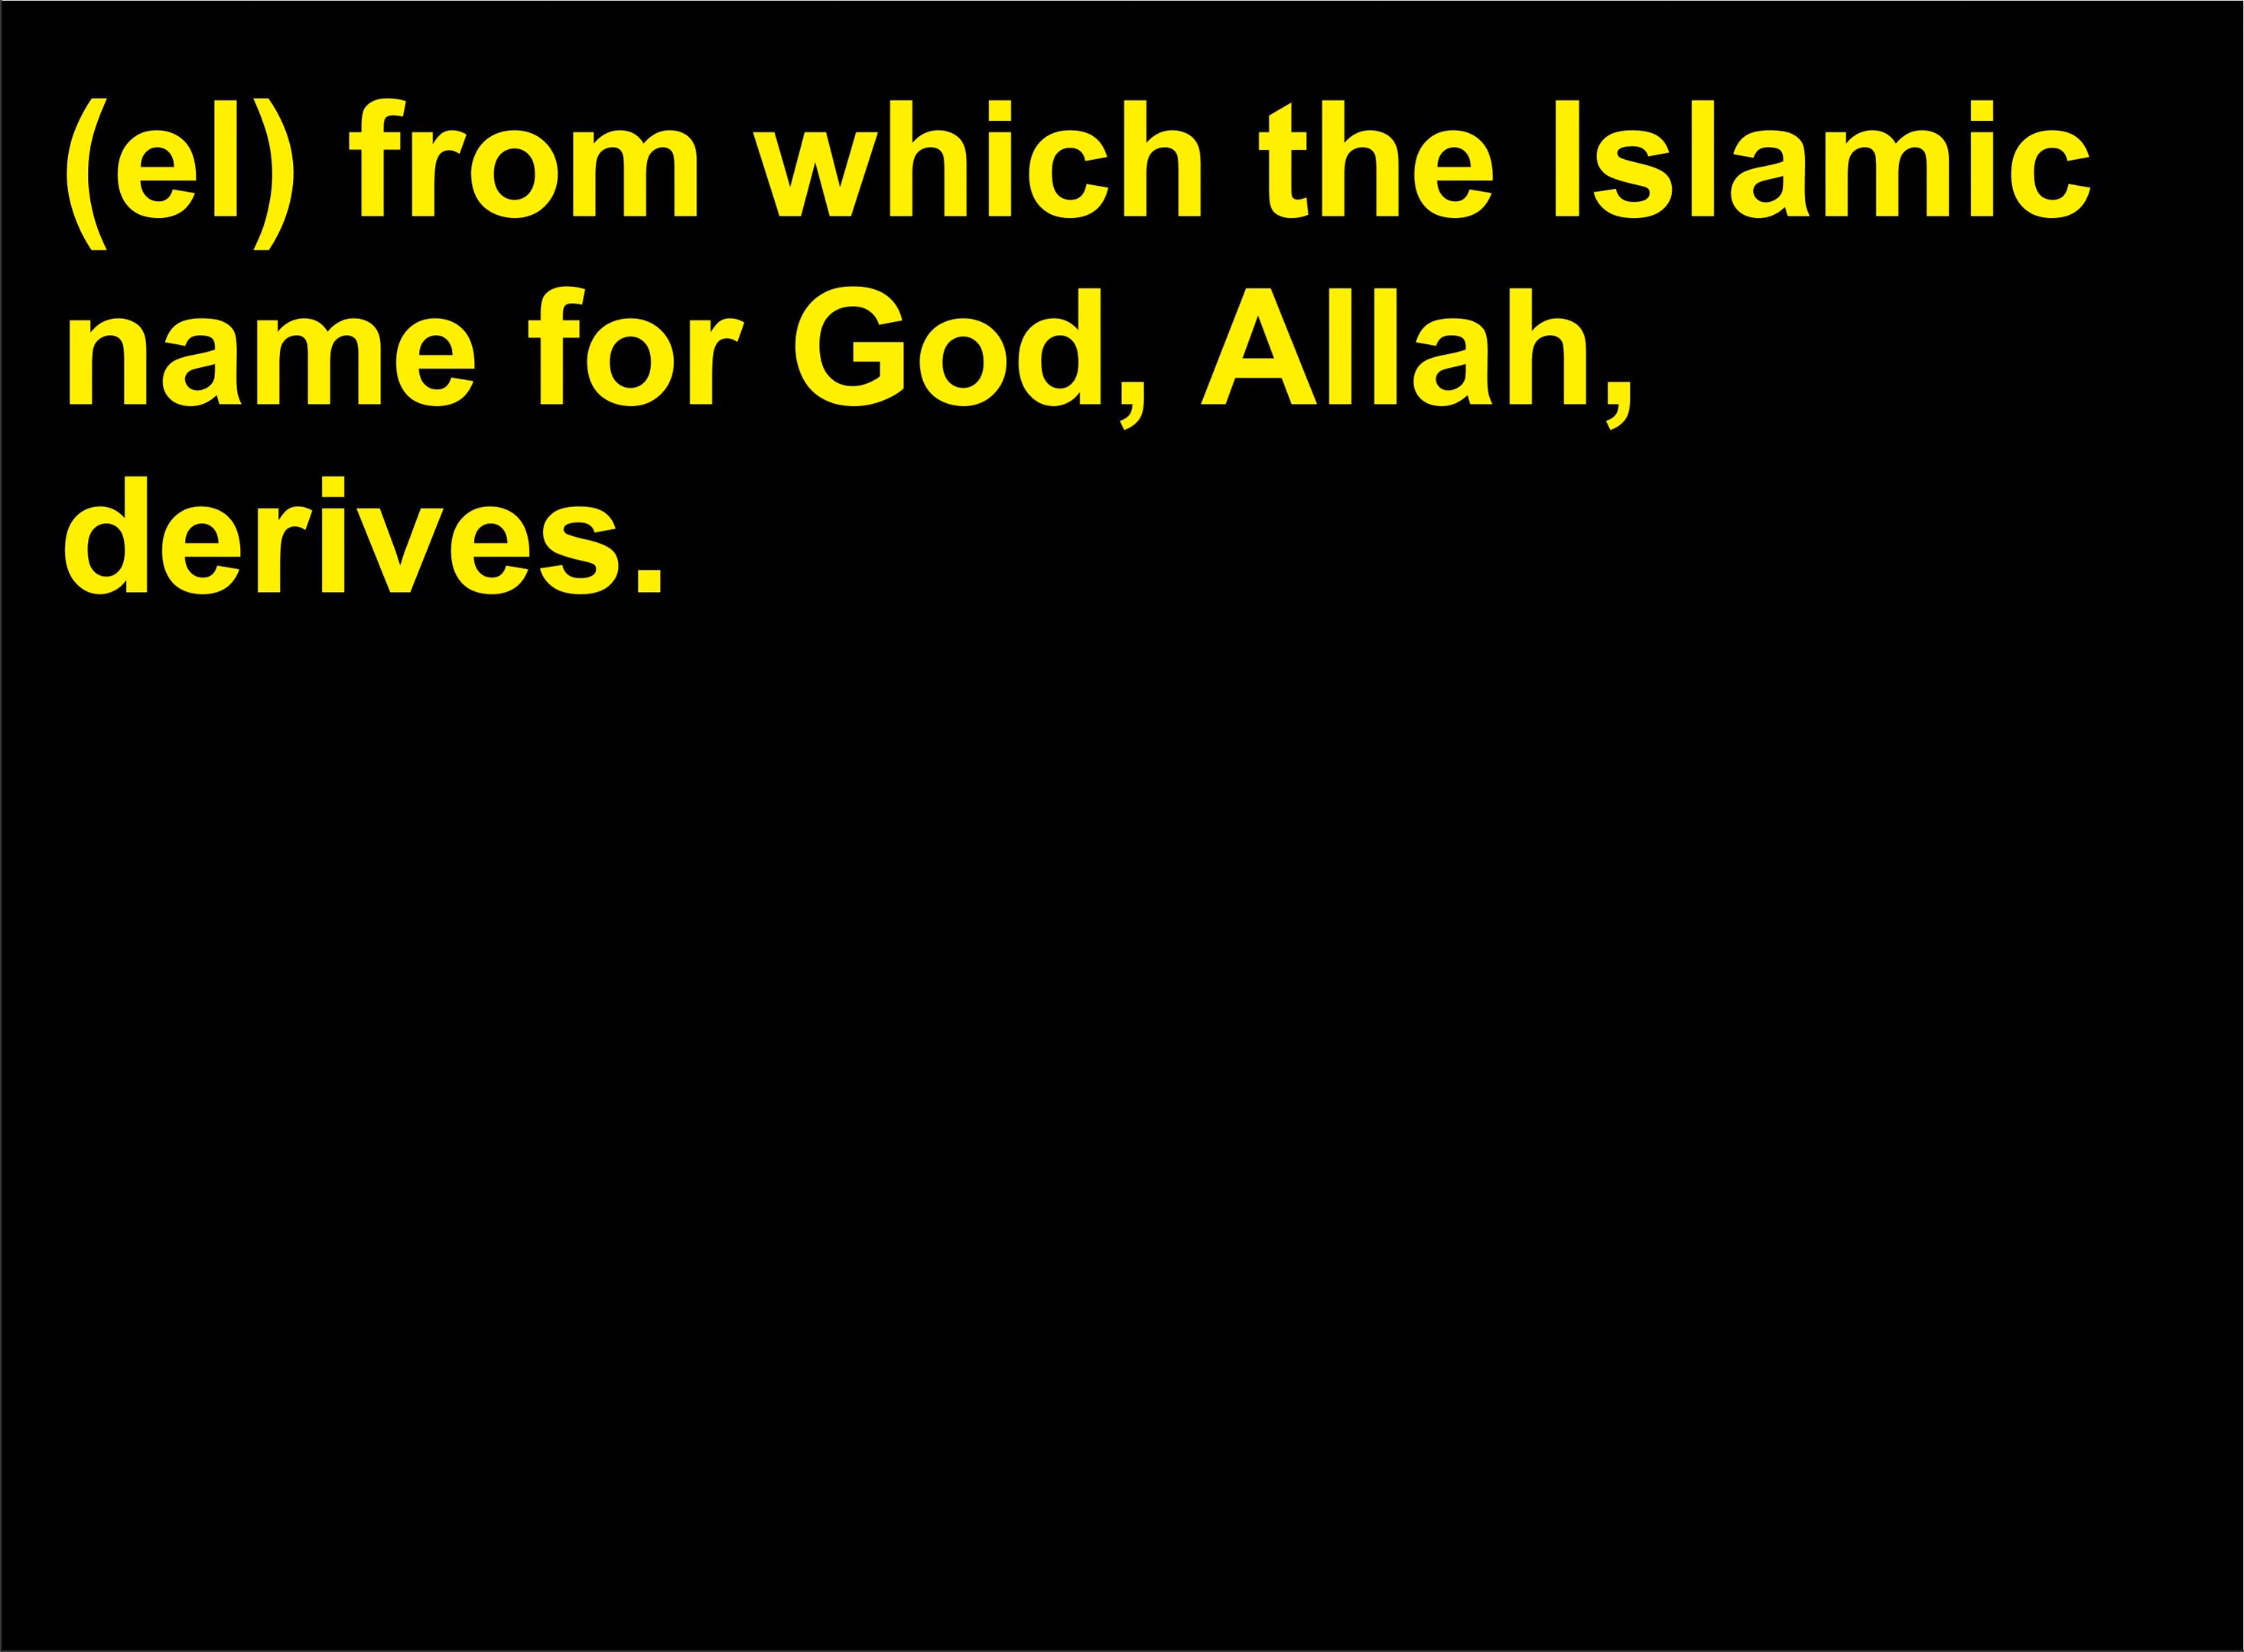 (el) from which the Islamic
name for God, Allah,
derives.